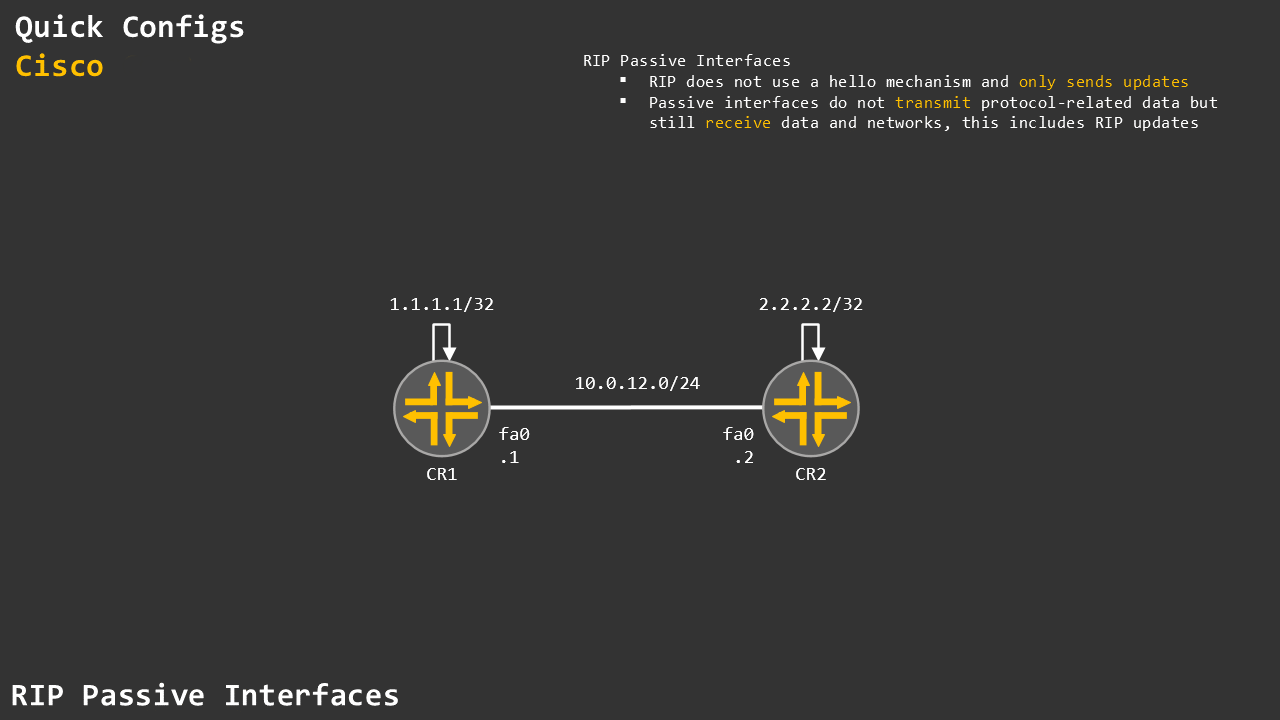 Quick Configs
Cisco
RIP Passive Interfaces
▪ RIP does not use a hello mechanism and only sends updates
▪ Passive interfaces do not transmit protocol-related data but
still receive data and networks, this includes RIP updates
1.1.1.1/32
2.2.2.2/32
10.0.12.0/24
fa0
fa0
.1
.2
CR1
CR2
RIP Passive Interfaces